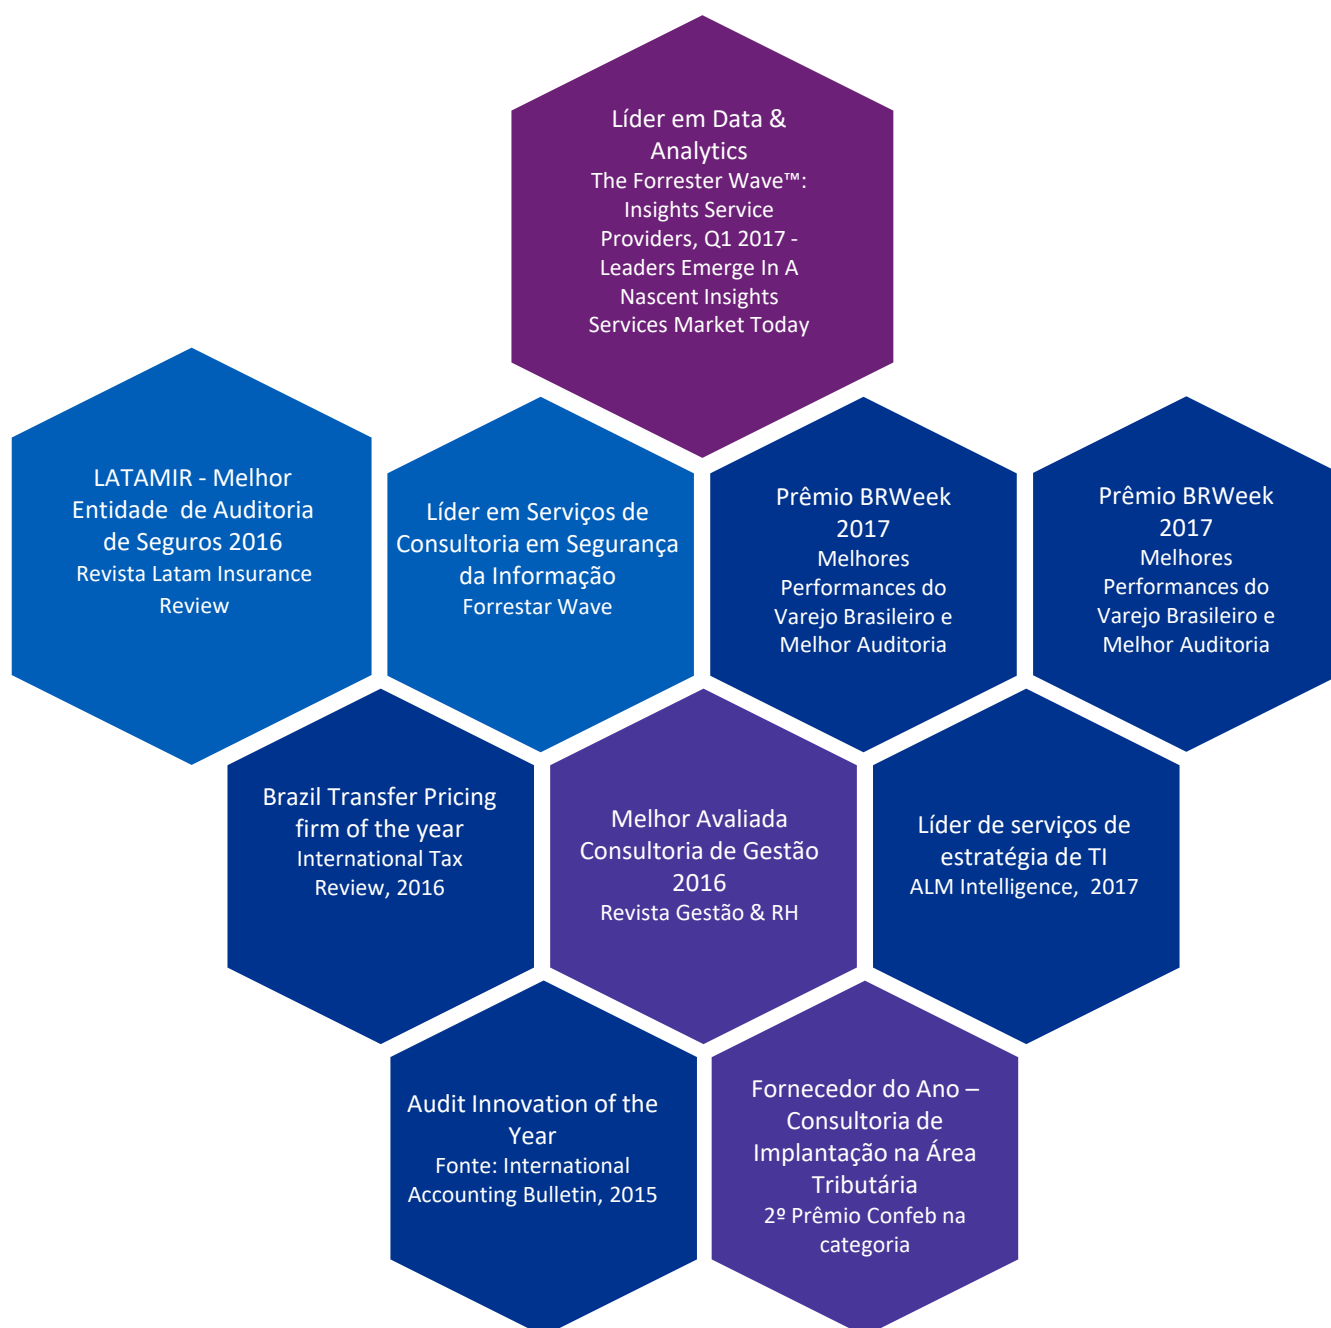 Líder em Data &
Analytics
The Forrester Wave™:
Insights Service
Providers, Q1 2017 -
Leaders Emerge In A
Nascent Insights
Services Market Today
LATAMIR - Melhor
Entidade  de Auditoria
de Seguros 2016
Revista Latam Insurance
Review
Líder em Serviços de
Consultoria em Segurança
da Informação
Forrestar Wave
Prêmio BRWeek
2017
Melhores
Performances do
Varejo Brasileiro e
Melhor Auditoria
Prêmio BRWeek
2017
Melhores
Performances do
Varejo Brasileiro e
Melhor Auditoria
Brazil Transfer Pricing
firm of the year
International Tax
Review, 2016
Melhor Avaliada
Consultoria de Gestão
2016
Revista Gestão & RH
Líder de serviços de
estratégia de TI
ALM Intelligence,  2017
Audit Innovation of the
Year
Fonte: International
Accounting Bulletin, 2015
Fornecedor do Ano –
Consultoria de
Implantação na Área
Tributária
2º Prêmio Confeb na
categoria